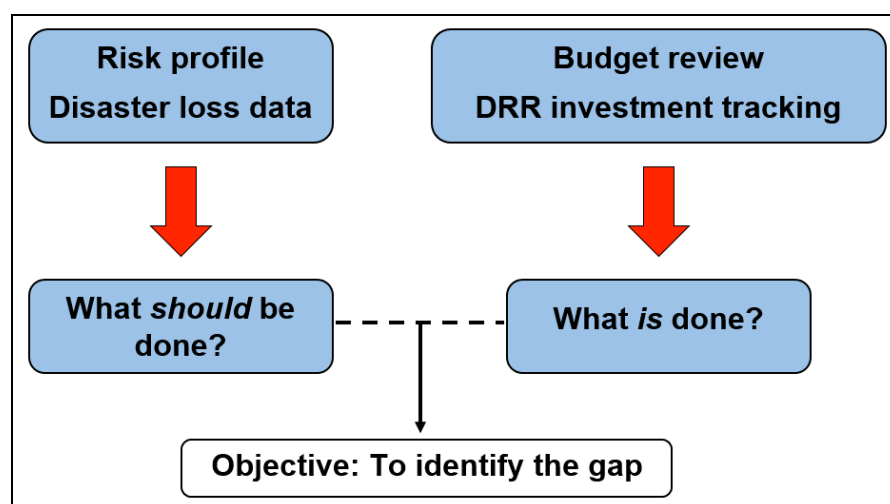 Risk profile
Disaster loss data
Budget review
DRR investment tracking
What should be
done?
What is done?
Objective: To identify the gap